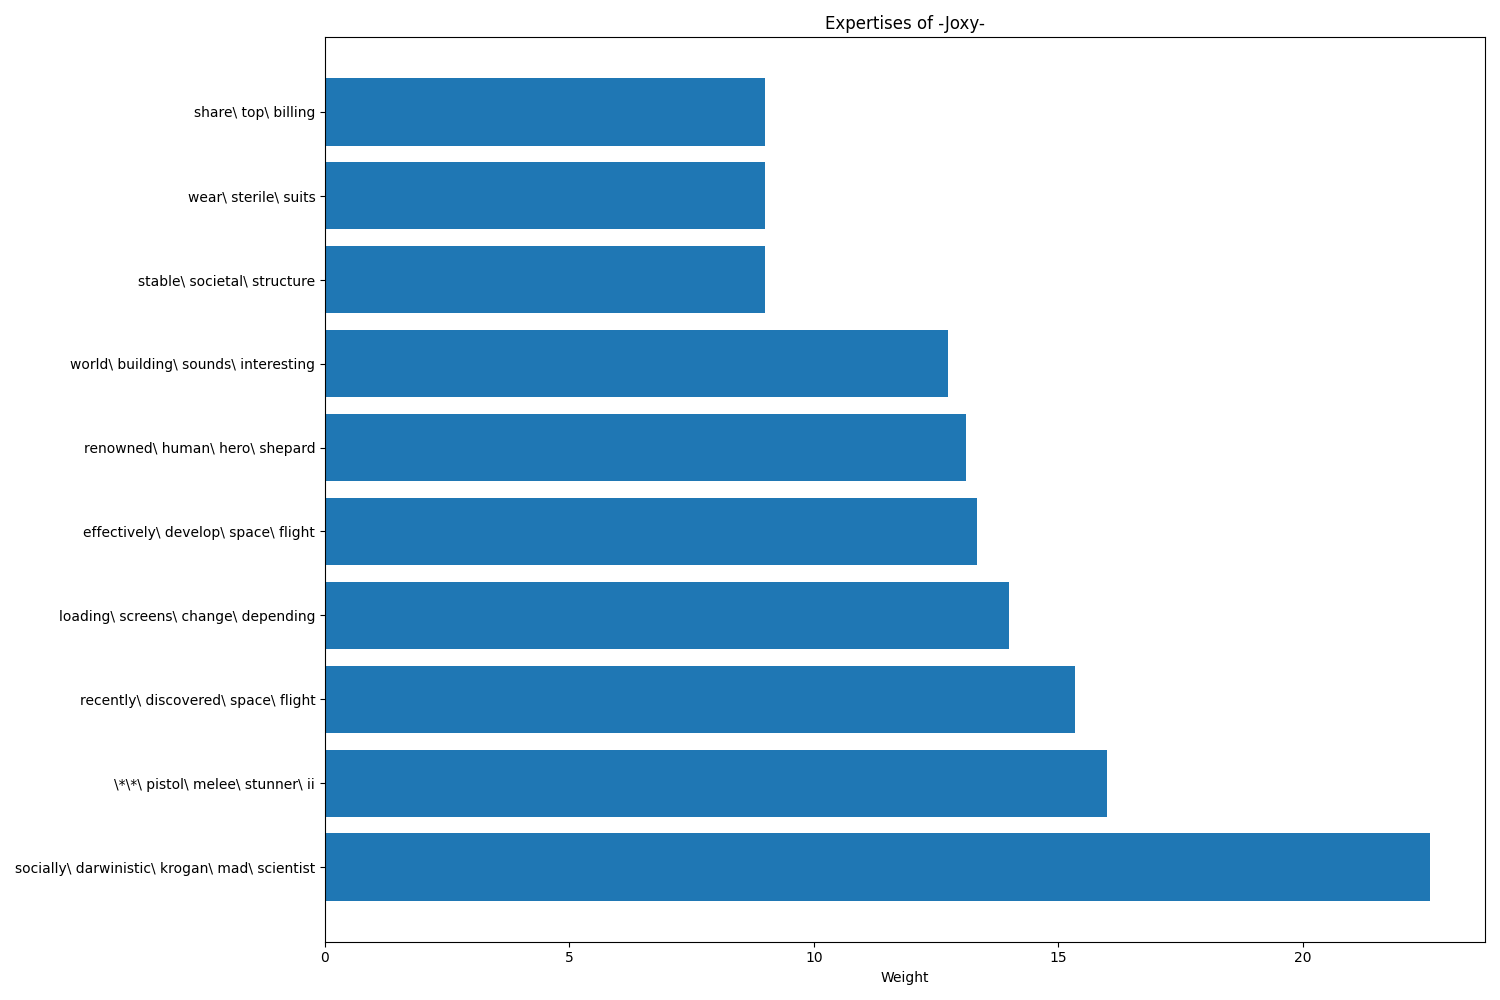 Expertises of -Joxy-
share\ top\ billing
wear\ sterile\ suits
stable\ societal\ structure
world\ building\ sounds\ interesting
renowned\ human\ hero\ shepard
effectively\ develop\ space\ flight
loading\ screens\ change\ depending
recently\ discovered\ space\ flight
\*\*\ pistol\ melee\ stunner\ ii
socially\ darwinistic\ krogan\ mad\ scientist
0 5 10 15 20
Weight